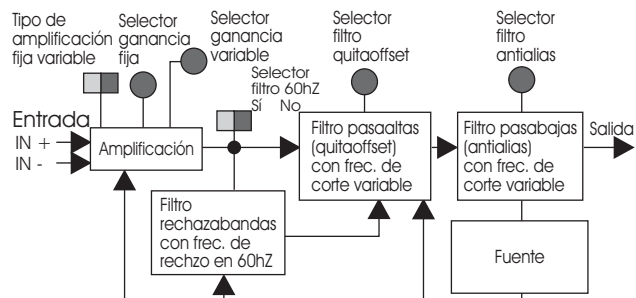 Tipo de
amplificación
fija variable
Selector
ganancia
fija
Selector
ganancia
variable
Selector
filtro 60hZ
Sí No
Selector
filtro
quitaoffset
Selector
filtro
antialias
Entrada
IN +
IN -
Amplificación
Filtro pasaaltas
(quitaoffset)
con frec. de
corte variable
Filtro pasabajas
(antialias)
con frec. de
corte variable
Salida
Filtro
rechazabandas
con frec. de
rechzo en 60hZ
Fuente